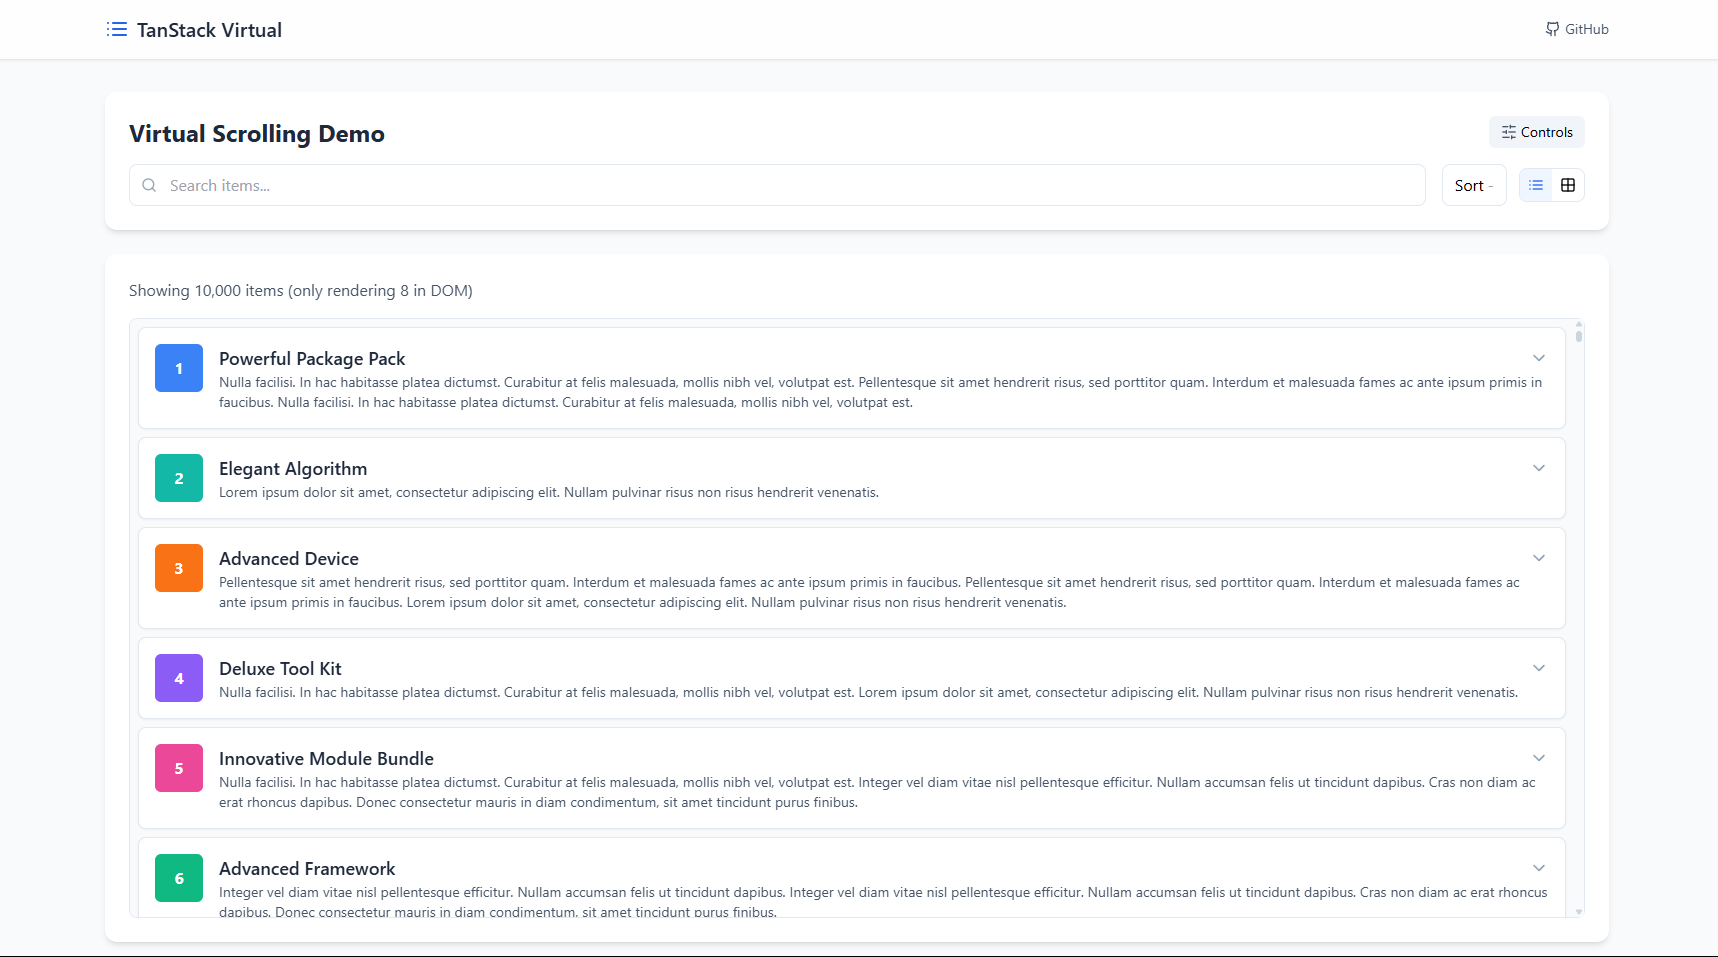 TanStack Virtual
GitHub
Virtual Scrolling Demo
Controls
Search items...
Sort -
Showing 10,000 items (only rendering 8 in DOM)
1
Powerful Package Pack
Nulla facilisi. In hac habitasse platea dictumst. Curabitur at felis malesuada, mollis nibh vel, volutpat est. Pellentesque sit amet hendrerit risus, sed porttitor quam. Interdum et malesuada fames ac ante ipsum primis in
faucibus. Nulla facilisi. In hac habitasse platea dictumst. Curabitur at felis malesuada, mollis nibh vel, volutpat est.
2
Elegant Algorithm
Lorem ipsum dolor sit amet, consectetur adipiscing elit. Nullam pulvinar risus non risus hendrerit venenatis.
3
Advanced Device
Pellentesque sit amet hendrerit risus, sed porttitor quam. Interdum et malesuada fames ac ante ipsum primis in faucibus. Pellentesque sit amet hendrerit risus, sed porttitor quam. Interdum et malesuada fames ac
ante ipsum primis in faucibus. Lorem ipsum dolor sit amet, consectetur adipiscing elit. Nullam pulvinar risus non risus hendrerit venenatis.
4
Deluxe Tool Kit
Nulla facilisi. In hac habitasse platea dictumst. Curabitur at felis malesuada, mollis nibh vel, volutpat est. Lorem ipsum dolor sit amet, consectetur adipiscing elit. Nullam pulvinar risus non risus hendrerit venenatis.
5
Innovative Module Bundle
Nulla facilisi. In hac habitasse platea dictumst. Curabitur at felis malesuada, mollis nibh vel, volutpat est. Integer vel diam vitae nisl pellentesque efficitur. Nullam accumsan felis ut tincidunt dapibus. Cras non diam ac
erat rhoncus dapibus. Donec consectetur mauris in diam condimentum, sit amet tincidunt purus finibus.
6
Advanced Framework
Integer vel diam vitae nisl pellentesque efficitur. Nullam accumsan felis ut tincidunt dapibus. Integer vel diam vitae nisl pellentesque efficitur. Nullam accumsan felis ut tincidunt dapibus. Cras non diam ac erat rhoncus
dapibus. Donec consectetur mauris in diam condimentum, sit amet tincidunt purus finibus.